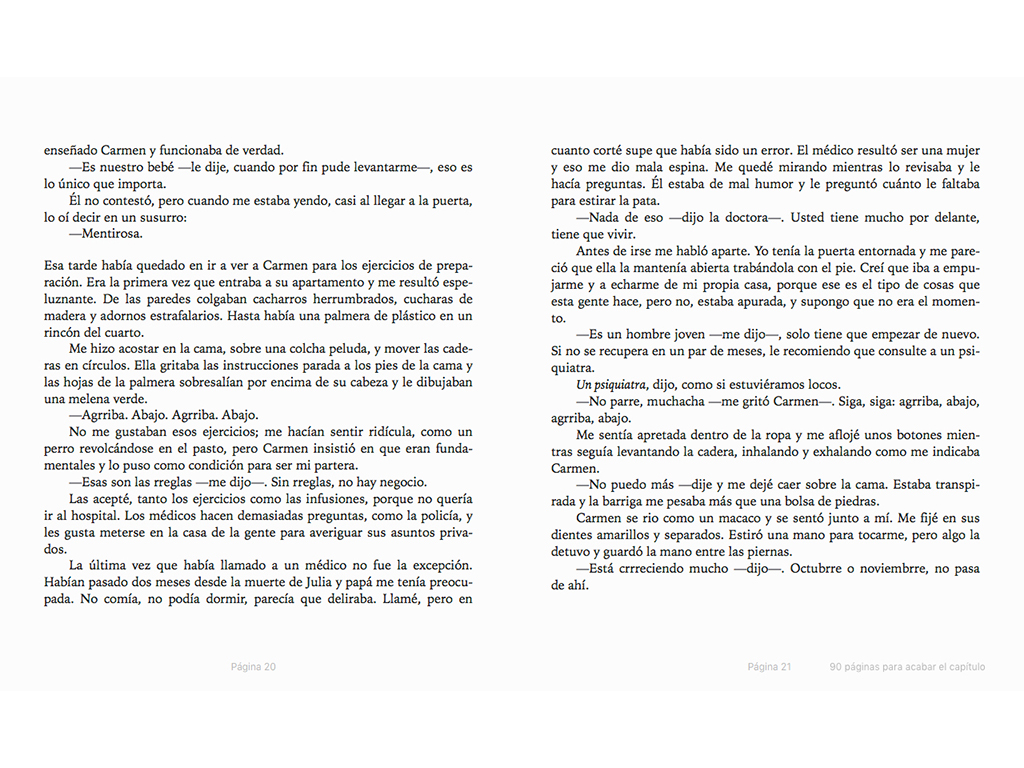 enseñado Carmen y funcionaba de verdad.
—Es nuestro bebé —le dije, cuando por fin pude levantarme—, eso es
lo único que importa.
Él no contestó, pero cuando me estaba yendo, casi al llegar a la puerta,
lo oí decir en un susurro:
—Mentirosa.
Esa tarde había quedado en ir a ver a Carmen para los ejercicios de prepa-
ración. Era la primera vez que entraba a su apartamento y me resultó espe-
luznante. De las paredes colgaban cacharros herrumbrados, cucharas de
madera y adornos estrafalarios. Hasta había una palmera de plástico en un
rincón del cuarto.
Me hizo acostar en la cama, sobre una colcha peluda, y mover las cade-
ras en círculos. Ella gritaba las instrucciones parada a los pies de la cama y
las hojas de la palmera sobresalían por encima de su cabeza y le dibujaban
una melena verde.
—Agrriba. Abajo. Agrriba. Abajo.
No me gustaban esos ejercicios; me hacían sentir ridícula, como un
perro revolcándose en el pasto, pero Carmen insistió en que eran funda-
mentales y lo puso como condición para ser mi partera.
—Esas son las rreglas —me dijo—. Sin rreglas, no hay negocio.
Las acepté, tanto los ejercicios como las infusiones, porque no quería
ir al hospital. Los médicos hacen demasiadas preguntas, como la policía, y
les gusta meterse en la casa de la gente para averiguar sus asuntos priva-
dos.
La última vez que había llamado a un médico no fue la excepción.
Habían pasado dos meses desde la muerte de Julia y papá me tenía preocu-
pada. No comía, no podía dormir, parecía que deliraba. Llamé, pero en
Página 20
cuanto corté supe que había sido un error. El médico resultó ser una mujer
y eso me dio mala espina. Me quedé mirando mientras lo revisaba y le
hacía preguntas. Él estaba de mal humor y le preguntó cuánto le faltaba
para estirar la pata.
—Nada de eso —dijo la doctora—. Usted tiene mucho por delante,
tiene que vivir.
Antes de irse me habló aparte. Yo tenía la puerta entornada y me pare-
ció que ella la mantenía abierta trabándola con el pie. Creí que iba a empu-
jarme y a echarme de mi propia casa, porque ese es el tipo de cosas que
esta gente hace, pero no, estaba apurada, y supongo que no era el momen-
to.
—Es un hombre joven —me dijo—, solo tiene que empezar de nuevo.
Si no se recupera en un par de meses, le recomiendo que consulte a un psi-
quiatra.
Un psiquiatra, dijo, como si estuviéramos locos.
—No parre, muchacha —me gritó Carmen—. Siga, siga: agrriba, abajo,
agrriba, abajo.
Me sentía apretada dentro de la ropa y me aflojé unos botones mien-
tras seguía levantando la cadera, inhalando y exhalando como me indicaba
Carmen.
—No puedo más —dije y me dejé caer sobre la cama. Estaba transpi-
rada y la barriga me pesaba más que una bolsa de piedras.
Carmen se rio como un macaco y se sentó junto a mí. Me fijé en sus
dientes amarillos y separados. Estiró una mano para tocarme, pero algo la
detuvo y guardó la mano entre las piernas.
—Está crrreciendo mucho —dijo—. Octubrre o noviembrre, no pasa
de ahí.
Página 21
90 páginas para acabar el capítulo